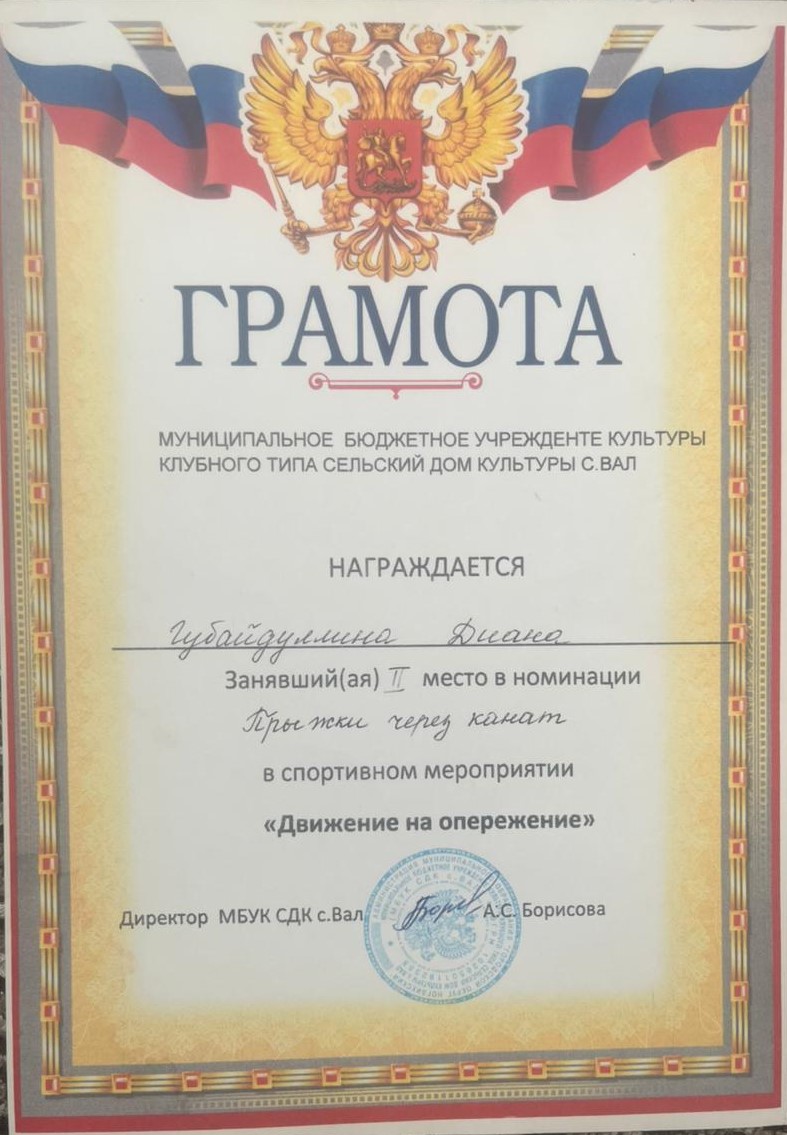 ГРАМОТА
МУНИЦИПАЛЬНОЕ БЮДЖЕТНОЕ УЧРЕЖДЕНТЕ КУЛЬТУРЫ
КЛУБНОГО ТИПА СЕЛЬСКИЙ ДОМ КУЛЬТУРЫ С.ВАЛ
НАГРАЖДАЕТСЯ
Губайдуллина Диана
Занявший(ая) II место в номинации
Прыжки через канат
в спортивном мероприятии
«Движение на опережение»
Директор МБУК СДК с.Вал А.С. Борисова